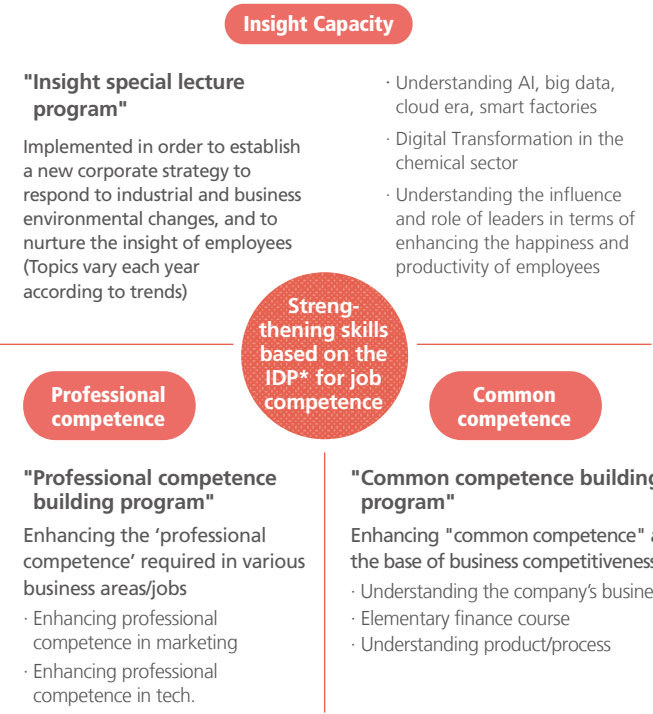 Insight Capacity
"Insight special lecture
program"
Implemented in order to establish
a new corporate strategy to
respond to industrial and business
environmental changes, and to
nurture the insight of employees
(Topics vary each year
according to trends)
· Understanding AI, big data,
cloud era, smart factories
· Digital Transformation in the
chemical sector
· Understanding the influence
and role of leaders in terms of
enhancing the happiness and
productivity of employees
Streng-
thening skills
based on the
IDP* for job
competence
Professional
competence
"Professional competence
building program"
Enhancing the ‘professional
competence’ required in various
business areas/jobs
· Enhancing professional
competence in marketing
· Enhancing professional
competence in tech.
Common
competence
"Common competence building
program"
Enhancing "common competence"
the base of business competitiveness
· Understanding the company’s
· Elementary finance course
· Understanding product/process